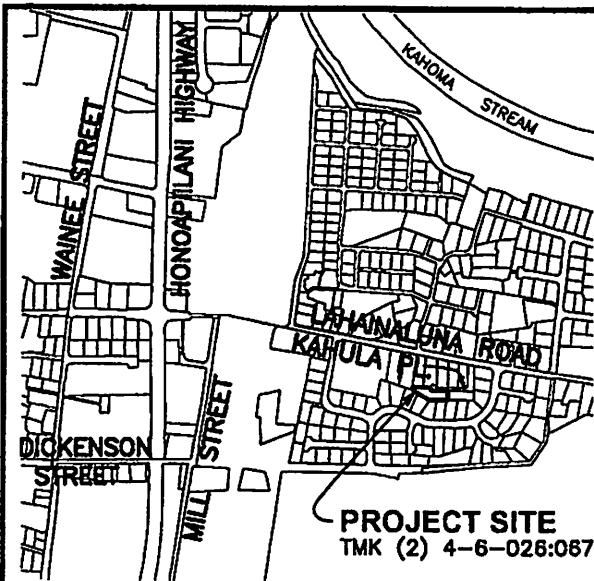 KAHOMA STREAM
WAINEE STREET
HONOAPIILANI HIGHWAY
LAHAINALUNA ROAD
KAHULA PL.
DICKENSON
STREET
MILL STREET
PROJECT SITE
TMK (2) 4-6-026:067